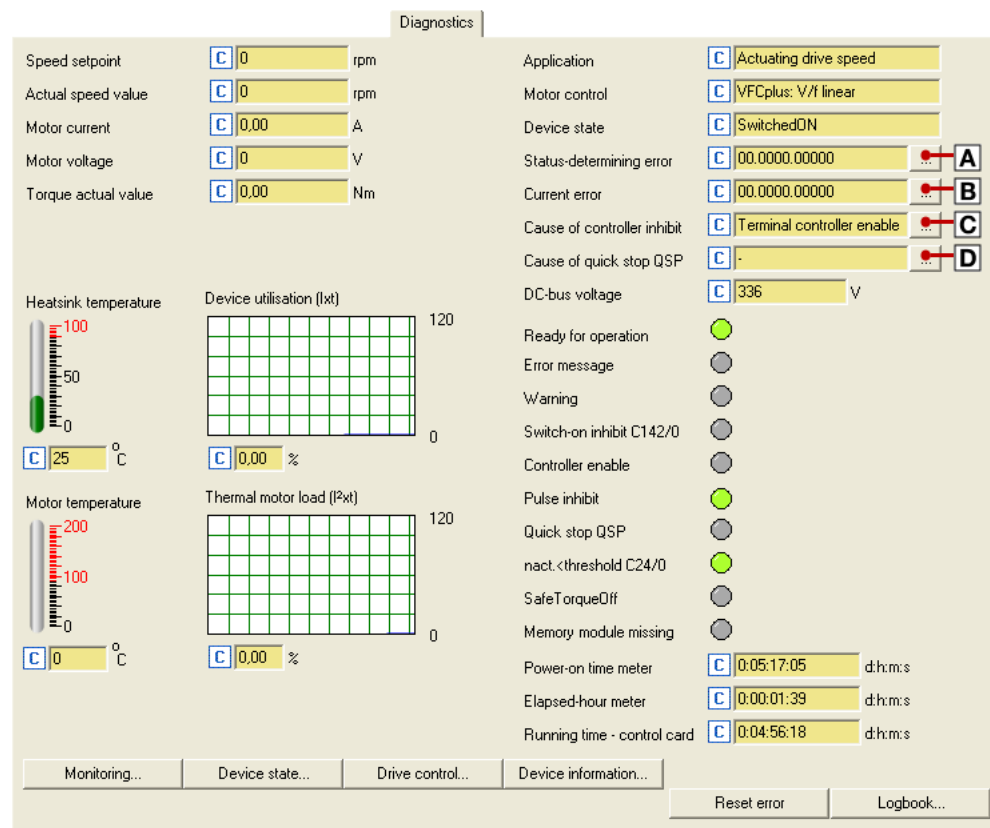 Diagnostics
Speed setpoint C 0 rpm
Actual speed value C 0 rpm
Motor current C 0,00 A
Motor voltage C 0 V
Torque actual value C 0,00 Nm
Application C Actuating drive speed
Motor control C VFCplus: V/f linear
Device state C SwitchedON
Status-determining error C 00.0000.00000 ... A
Current error C 00.0000.00000 ... B
Cause of controller inhibit C Terminal controller enable ... C
Cause of quick stop QSP C - ... D
DC-bus voltage C 336 V
Heatsink temperature
100
50
0
C 25 °C
Device utilisation (Ixt)
120
0
C 0,00 %
Motor temperature
200
100
0
C 0 °C
Thermal motor load (I²xt)
120
0
C 0,00 %
Ready for operation
Error message
Warning
Switch-on inhibit C142/0
Controller enable
Pulse inhibit
Quick stop QSP
nact.<threshold C24/0
SafeTorqueOff
Memory module missing
Power-on time meter C 0:05:17:05 d:h:m:s
Elapsed-hour meter C 0:00:01:39 d:h:m:s
Running time - control card C 0:04:56:18 d:h:m:s
Monitoring... Device state... Drive control... Device information...
Reset error Logbook...